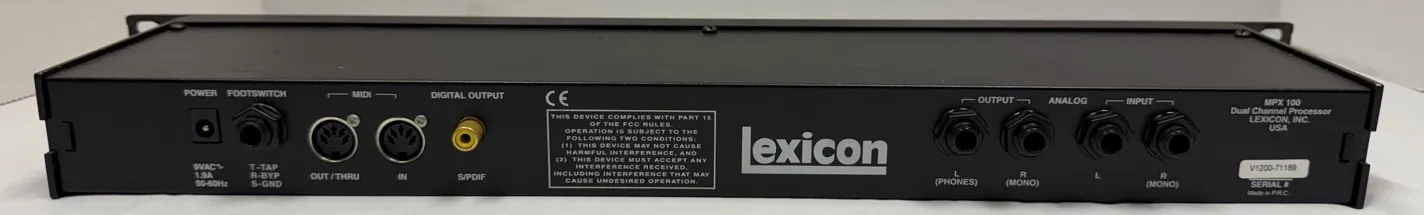 POWER
9VAC~
1.9A
50-60Hz
FOOTSWITCH
T-TAP
R-BYP
S-GND
MIDI
OUT / THRU
IN
DIGITAL OUTPUT
S/PDIF
CE
THIS DEVICE COMPLIES WITH PART 15
OF THE FCC RULES.
OPERATION IS SUBJECT TO THE
FOLLOWING TWO CONDITIONS:
(1) THIS DEVICE MAY NOT CAUSE
HARMFUL INTERFERENCE, AND
(2) THIS DEVICE MUST ACCEPT ANY
INTERFERENCE RECEIVED,
INCLUDING INTERFERENCE THAT MAY
CAUSE UNDESIRED OPERATION.
Lexicon
OUTPUT
ANALOG
INPUT
L
(PHONES)
R
(MONO)
L
R
(MONO)
MPX 100
Dual Channel Processor
LEXICON, INC.
USA
V1200-71189
SERIAL #
Made in P.R.C.